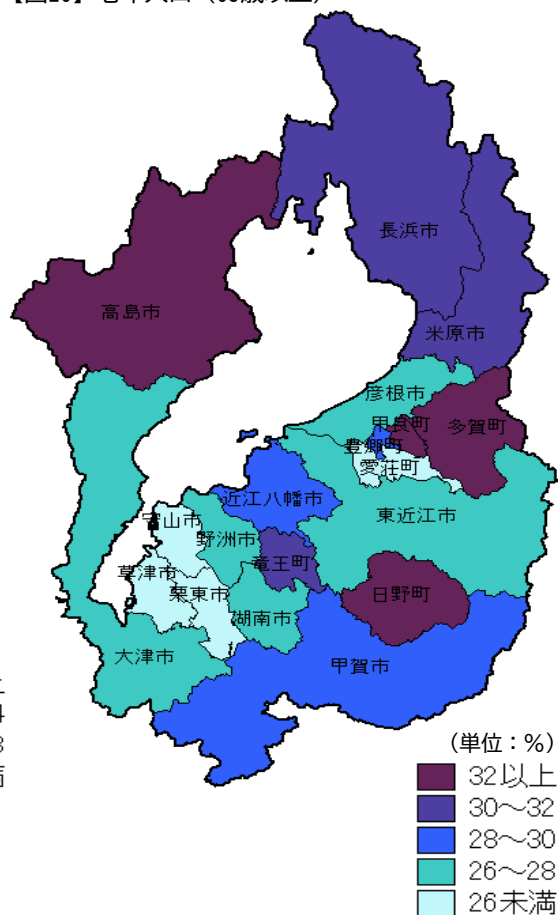 長浜市
高島市
米原市
彦根市
甲良町
多賀町
豊郷町
愛荘町
近江八幡市
東近江市
守山市
野洲市
竜王町
草津市
栗東市
日野町
湖南市
大津市
甲賀市
(単位：%)
32以上
30～32
28～30
26～28
26未満